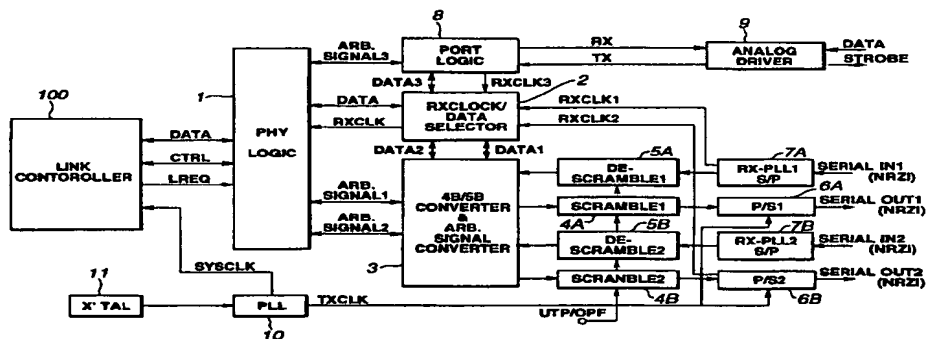 8
9
ARB. SIGNAL3
PORT LOGIC
RX
TX
ANALOG DRIVER
DATA
STROBE
100
1
DATA3
RXCLK3
2
DATA
RXCLK
RXCLOCK/ DATA SELECTOR
RXCLK1
RXCLK2
LINK CONTOROLLER
DATA
CTRL
LREQ
PHY LOGIC
DATA2
DATA1
ARB. SIGNAL1
ARB. SIGNAL2
4B/5B CONVERTER & ARB. SIGNAL CONVERTER
3
5A
DE- SCRAMBLE1
7A
RX-PLL1 S/P
SERIAL IN1 (NRZI)
6A
SCRAMBLE1
4A
P/S1
SERIAL OUT1 (NRZI)
5B
DE- SCRAMBLE2
7B
RX-PLL2 S/P
SERIAL IN2 (NRZI)
SCRANBLE2
4B
P/S2
6B
SERIAL OUT2 (NRZI)
SYSCLK
11
X' TAL
PLL
10
TXCLK
UTP/OPF